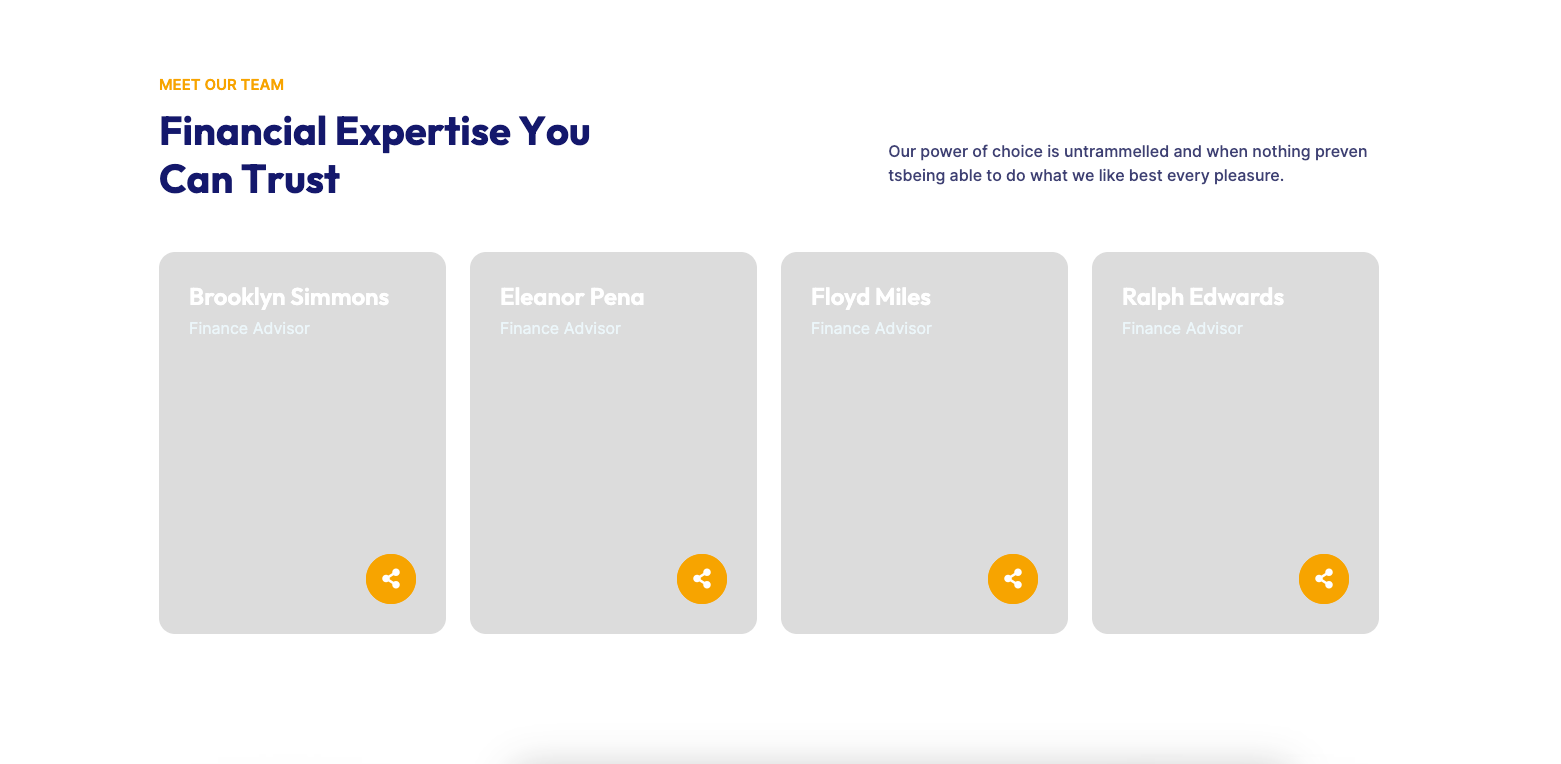 MEET OUR TEAM
Financial Expertise You
Can Trust
Our power of choice is untrammelled and when nothing preven
tsbeing able to do what we like best every pleasure.
Brooklyn Simmons
Finance Advisor
Eleanor Pena
Finance Advisor
Floyd Miles
Finance Advisor
Ralph Edwards
Finance Advisor